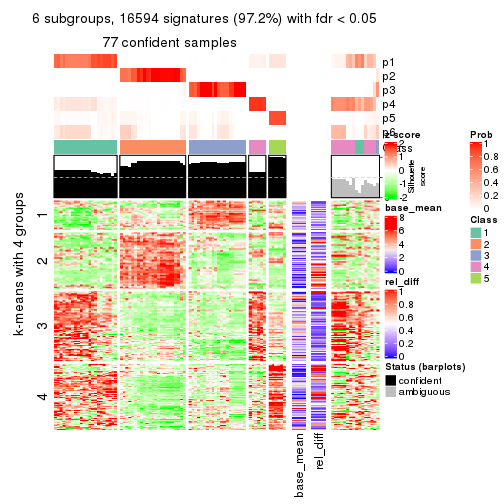 6 subgroups, 16594 signatures (97.2%) with fdr < 0.05
77 confident samples
p1
p2
p3
p4
p5
p6
Class
Silhouette
score
k-means with 4 groups
1
2
3
4
base_mean
rel_diff
z-score
2
1
0
-1
-2
base_mean
8
6
4
2
0
rel_diff
1
0.8
0.6
0.4
0.2
0
Status (barplots)
confident
ambiguous
Prob
1
0.8
0.6
0.4
0.2
0
Class
1
2
3
4
5